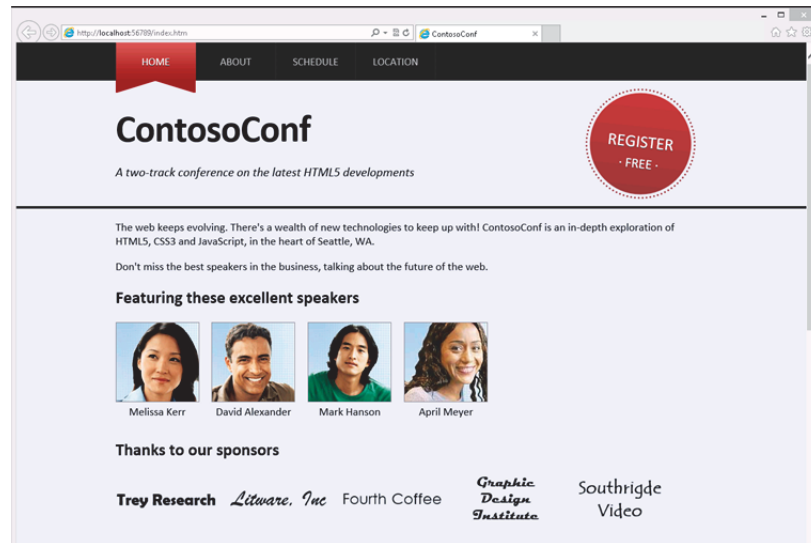 http://localhost:56789/index.htm
ContosoConf
HOME ABOUT SCHEDULE LOCATION
ContosoConf
A two-track conference on the latest HTML5 developments
REGISTER
· FREE ·
The web keeps evolving. There's a wealth of new technologies to keep up with! ContosoConf is an in-depth exploration of
HTML5, CSS3 and JavaScript, in the heart of Seattle, WA.
Don't miss the best speakers in the business, talking about the future of the web.
Featuring these excellent speakers
Melissa Kerr David Alexander Mark Hanson April Meyer
Thanks to our sponsors
Trey Research Litware, Inc Fourth Coffee
Graphic
Design
Institute
Southrigde
Video